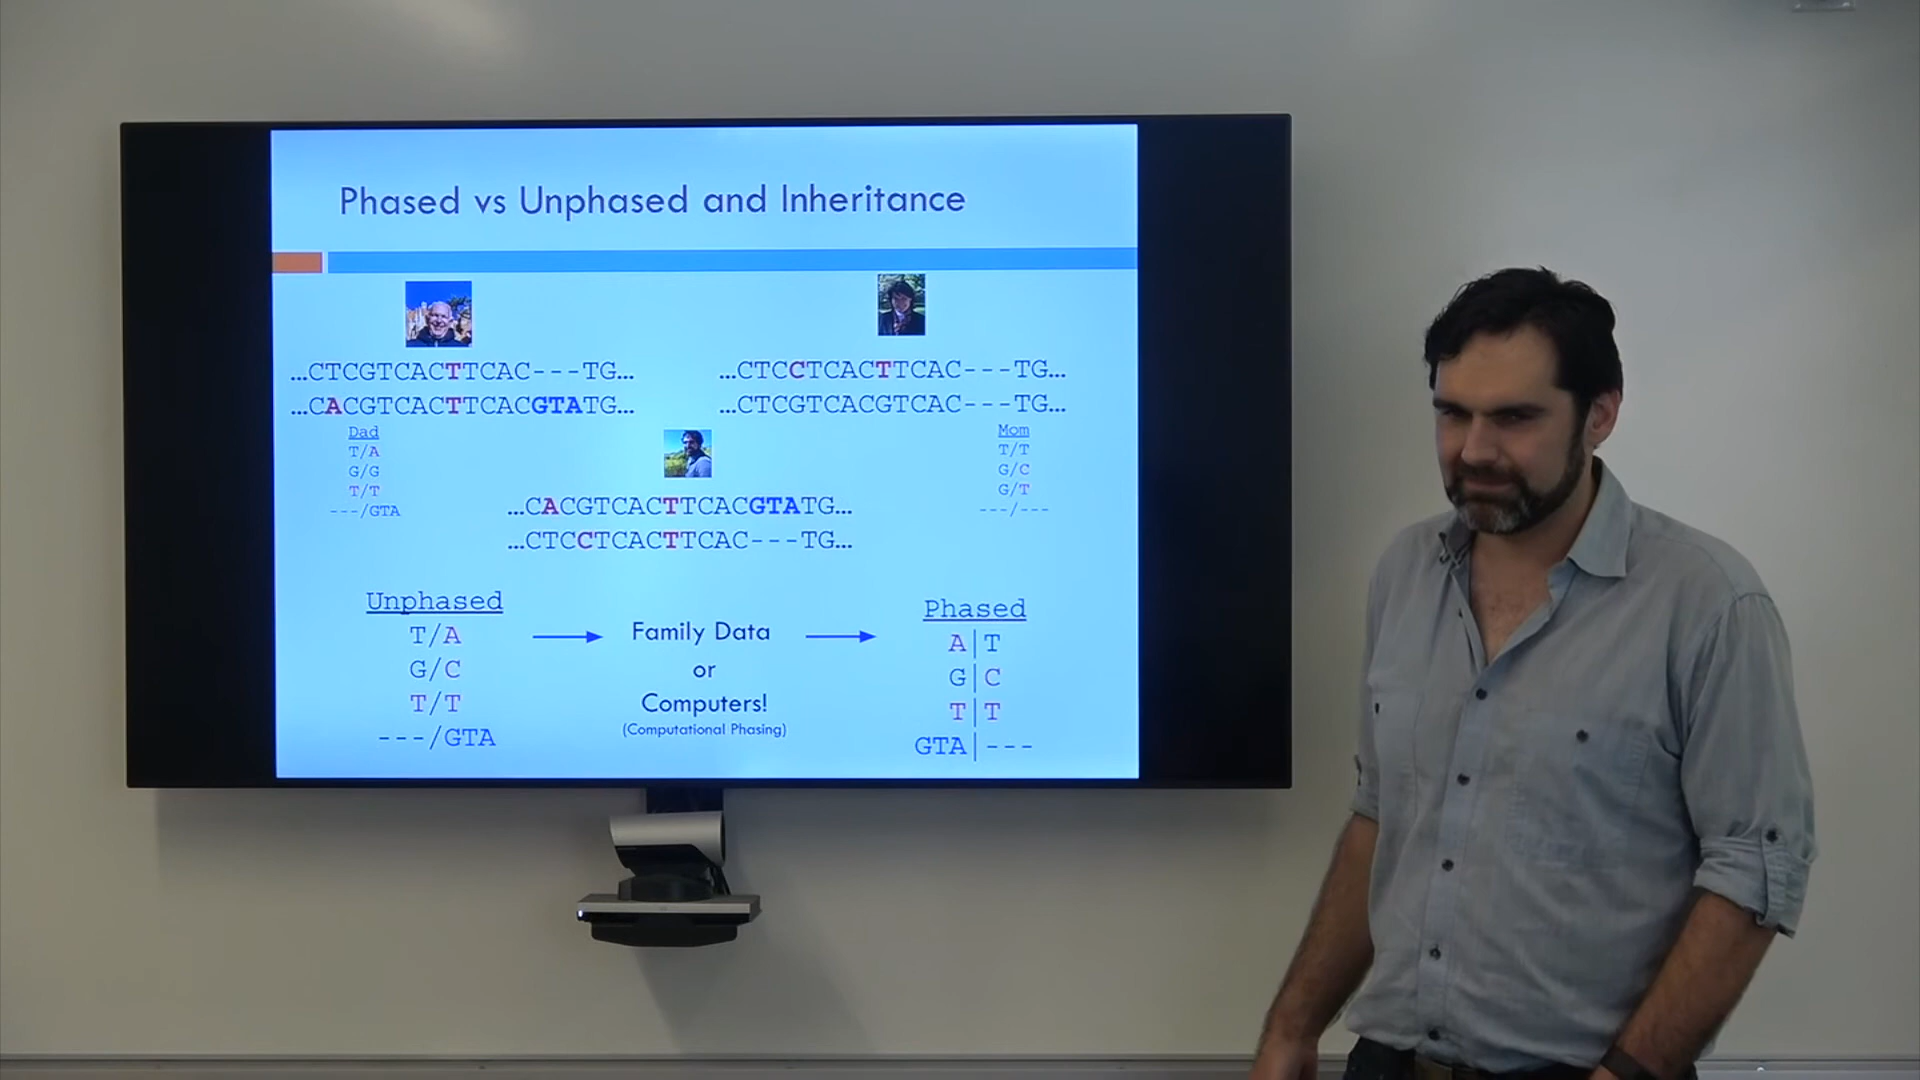 Phased vs Unphased and Inheritance
...CTCGTCACTTCAC---TG...
...CACGTCACTTCACGTATG...
Dad
T/A
G/G
T/T
---/GTA
...CTCCTCACTTCAC---TG...
...CTCGTCACGTCAC---TG...
Mom
T/T
G/C
G/T
---/---
...CACGTCACTTCACGTATG...
...CTCCTCACTTCAC---TG...
Unphased
T/A
G/C
T/T
---/GTA
Family Data
or
Computers!
(Computational Phasing)
Phased
A|T
G|C
T|T
GTA|---